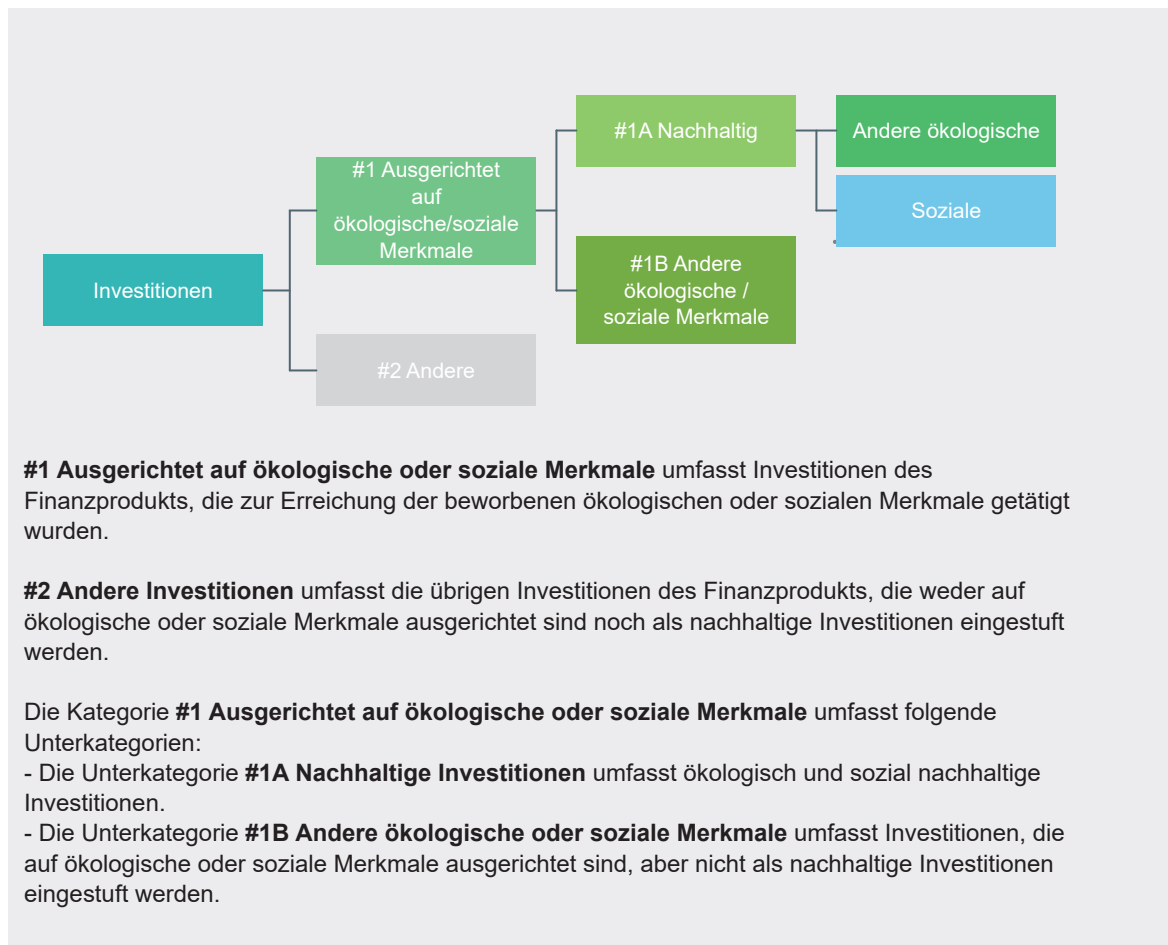 #1A Nachhaltig
Andere ökologische
#1 Ausgerichtet
auf
ökologische/soziale
Merkmale
Soziale
Investitionen
#1B Andere
ökologische /
soziale Merkmale
#2 Andere
#1 Ausgerichtet auf ökologische oder soziale Merkmale umfasst Investitionen des
Finanzprodukts, die zur Erreichung der beworbenen ökologischen oder sozialen Merkmale getätigt
wurden.
#2 Andere Investitionen umfasst die übrigen Investitionen des Finanzprodukts, die weder auf
ökologische oder soziale Merkmale ausgerichtet sind noch als nachhaltige Investitionen eingestuft
werden.
Die Kategorie #1 Ausgerichtet auf ökologische oder soziale Merkmale umfasst folgende
Unterkategorien:
- Die Unterkategorie #1A Nachhaltige Investitionen umfasst ökologisch und sozial nachhaltige
Investitionen.
- Die Unterkategorie #1B Andere ökologische oder soziale Merkmale umfasst Investitionen, die
auf ökologische oder soziale Merkmale ausgerichtet sind, aber nicht als nachhaltige Investitionen
eingestuft werden.